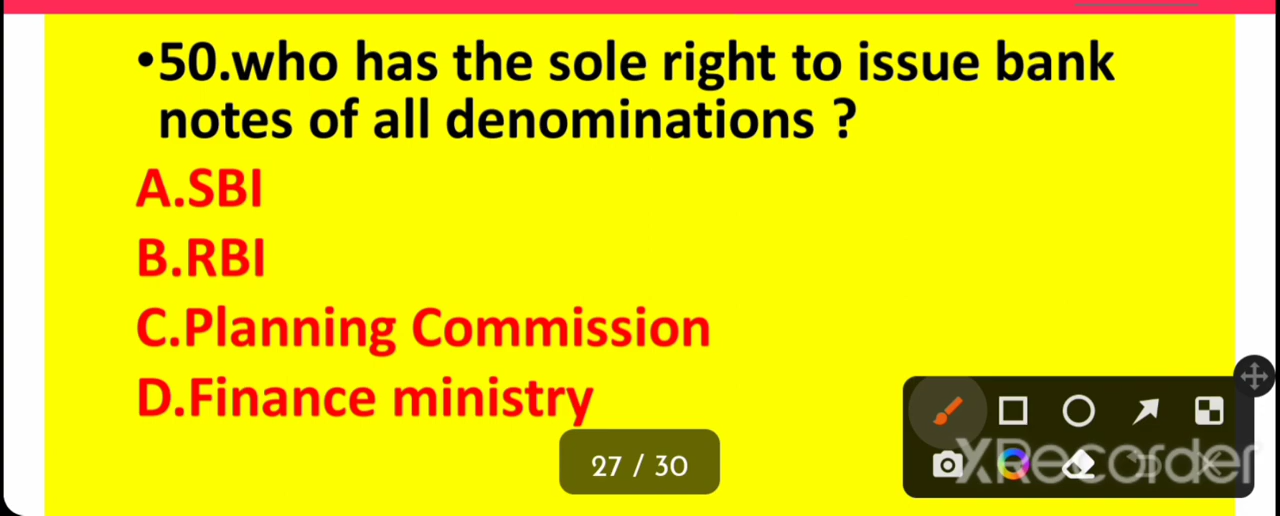 •50.who has the sole right to issue bank
notes of all denominations ?
A.SBI
B.RBI
C.Planning Commission
D.Finance ministry
27 / 30
XRecorder